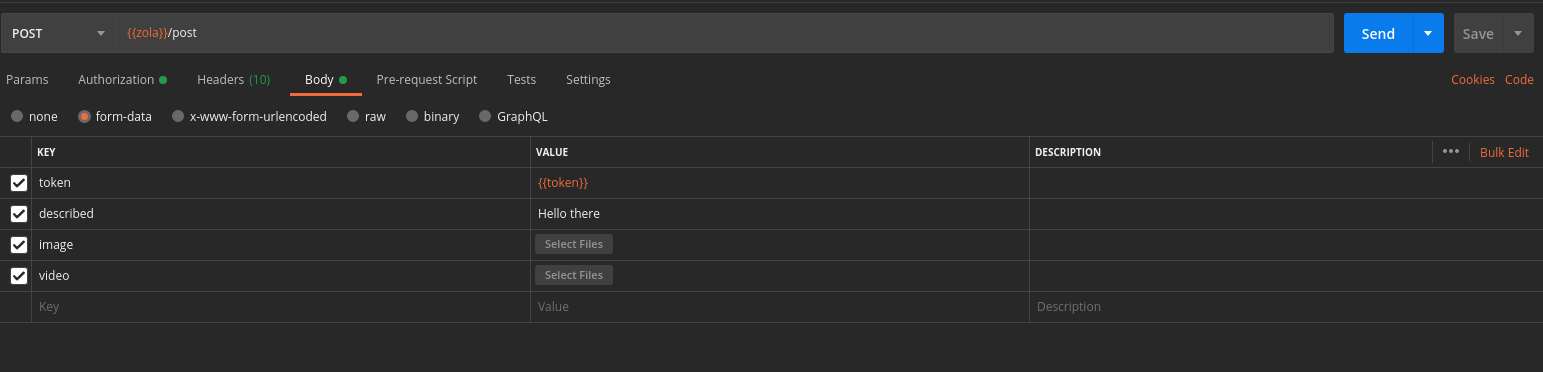 POST {{zola}}/post Send Save
Params Authorization Headers (10) Body Pre-request Script Tests Settings Cookies Code
none form-data x-www-form-urlencoded raw binary GraphQL
KEY VALUE DESCRIPTION ••• Bulk Edit
token {{token}}
described Hello there
image Select Files
video Select Files
Key Value Description